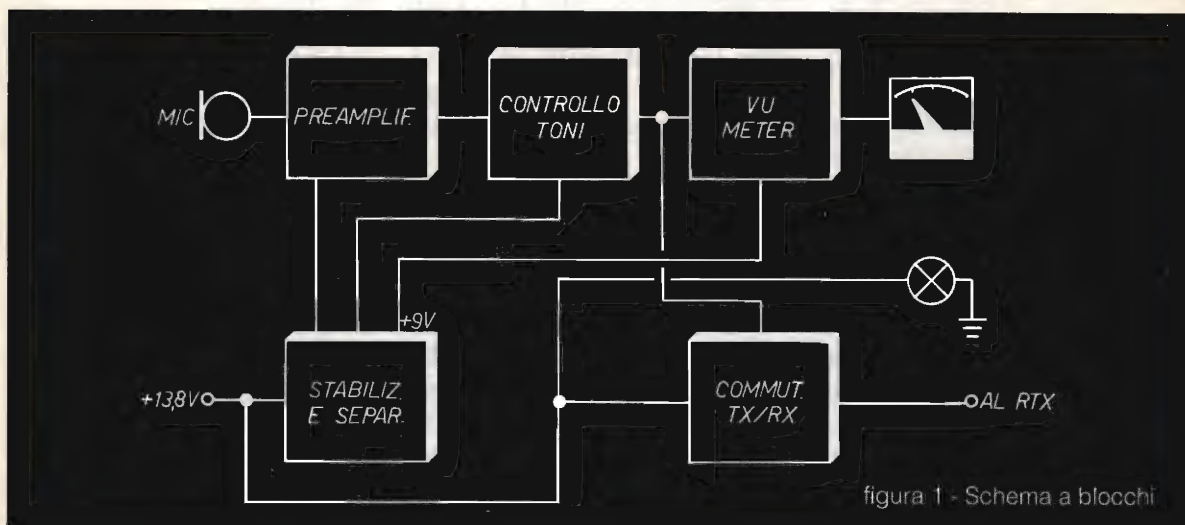 MIC
PREAMPLIF.
CONTROLLO
TONI
VU
METER
+9V
+13,8V
STABILIZ.
E SEPAR.
COMMUT.
TX/RX
AL RTX
figura 1 - Schema a blocchi